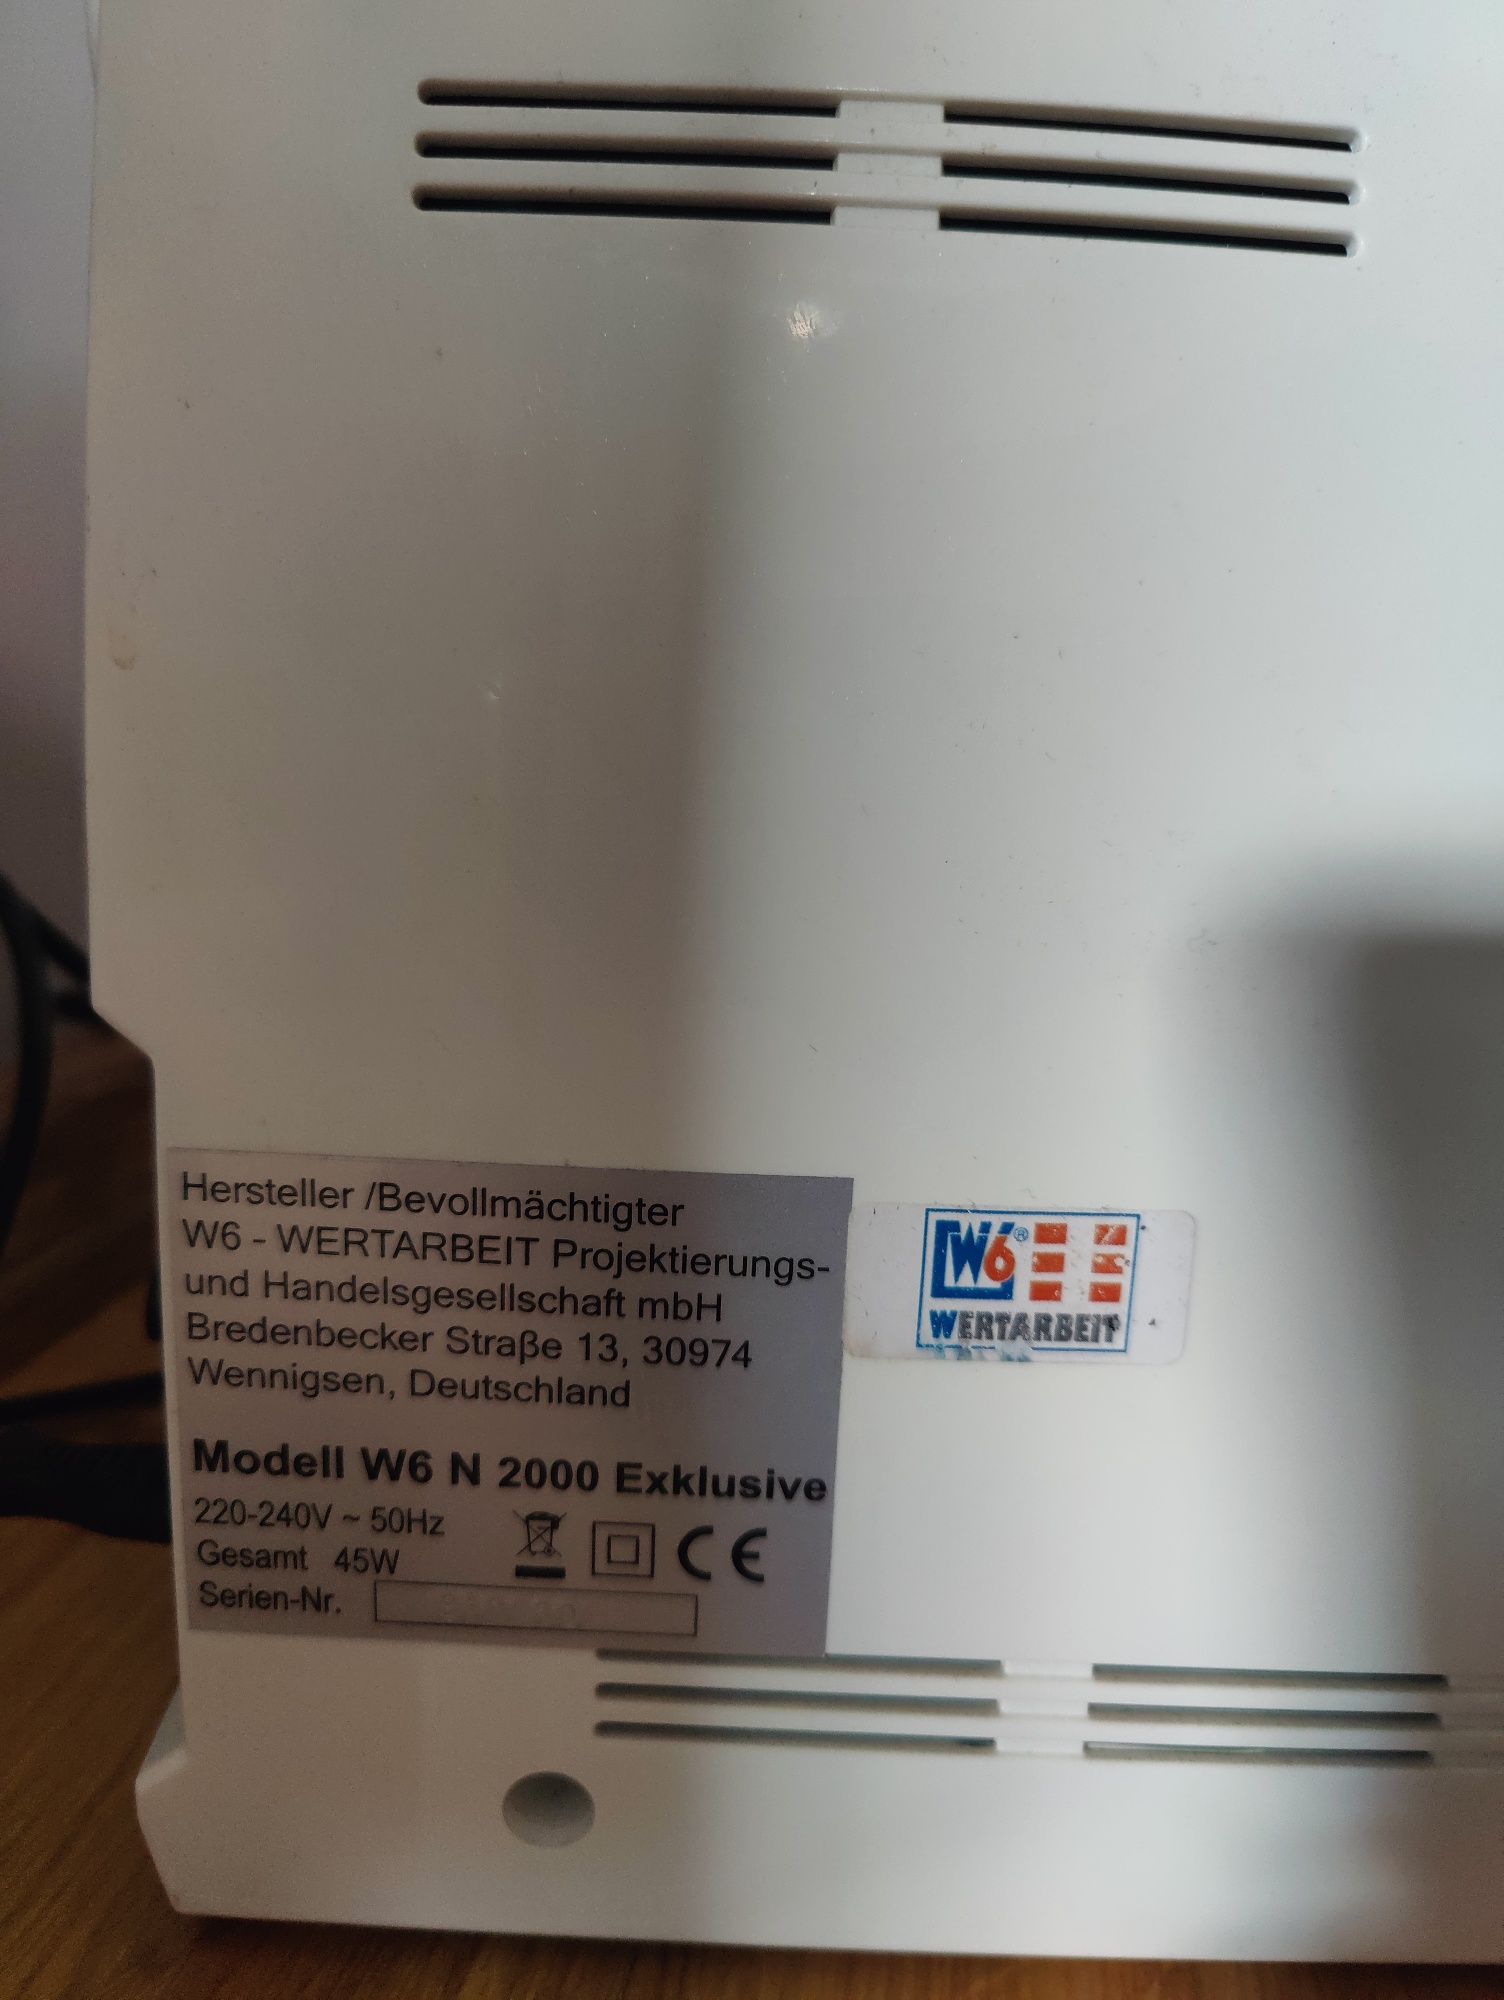 Hersteller /Bevollmächtigter
W6 - WERTARBEIT Projektierungs-
und Handelsgesellschaft mbH
Bredenbecker Straße 13, 30974
Wennigsen, Deutschland
Modell W6 N 2000 Exklusive
220-240V ~ 50Hz
Gesamt 45W
CE
Serien-Nr.
W6®
WERTARBEIT